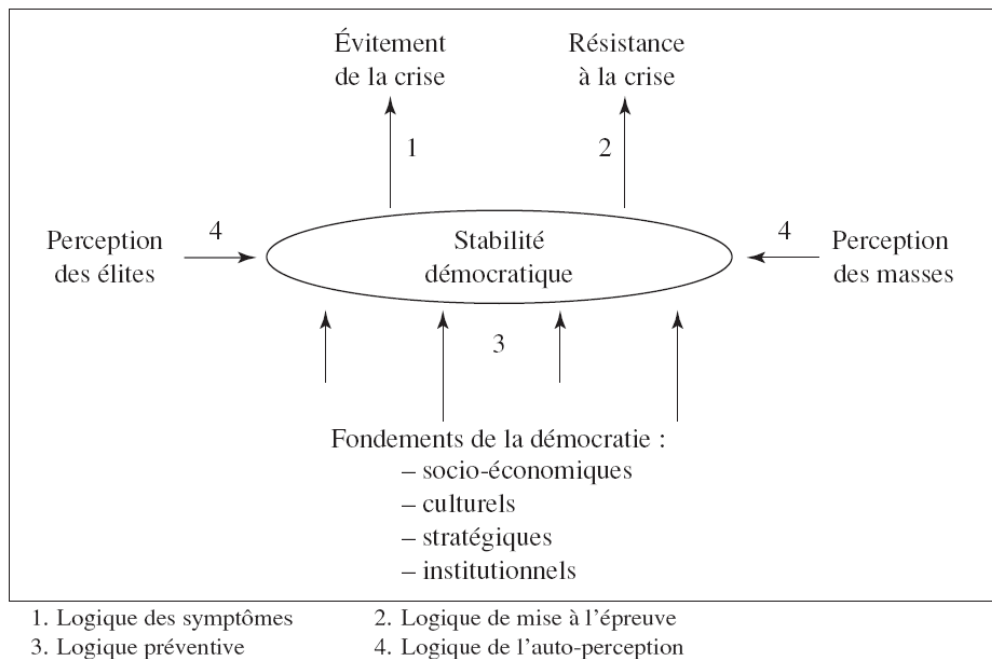 Évitement
de la crise
Résistance
à la crise
1
2
Perception
des élites
4
Stabilité
démocratique
4
Perception
des masses
3
Fondements de la démocratie :
– socio-économiques
– culturels
– stratégiques
– institutionnels
1. Logique des symptômes
2. Logique de mise à l'épreuve
3. Logique préventive
4. Logique de l'auto-perception